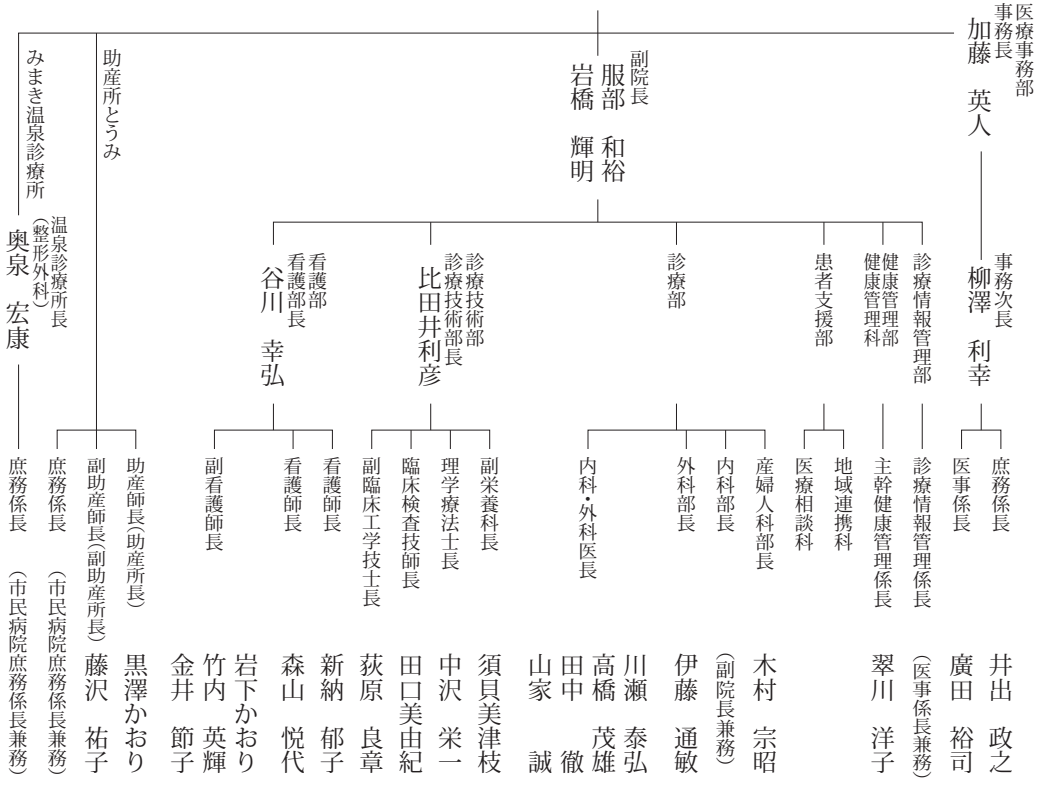 医療事務部
事務長
加藤 英人
事務次長
柳澤 利幸
庶務係長 井出 政之
医事係長 廣田 裕司
副院長
服部 和裕
岩橋 輝明
診療情報管理部
診療情報管理係長 (医事係長兼務)
健康管理部
健康管理科
主幹健康管理係長 翠川 洋子
患者支援部
地域連携科
医療相談科
診療部
産婦人科部長 木村 宗昭
内科部長 (副院長兼務)
外科部長 伊藤 通敏
内科・外科医長 川瀬 泰弘
高橋 茂雄
田中 徹
山家 誠
診療技術部
診療技術部長
比田井利彦
副栄養科長 須貝美津枝
理学療法士長 中沢 栄一
臨床検査技師長 田口美由紀
副臨床工学技士長 荻原 良章
看護部
看護部長
谷川 幸弘
看護師長 新納 郁子
看護師長 森山 悦代
副看護師長 岩下かおり
竹内 英輝
金井 節子
助産所とうみ
助産師長(助産所長) 黒澤かおり
副助産師長(副助産所長) 藤沢 祐子
庶務係長 (市民病院庶務係長兼務)
みまき温泉診療所
温泉診療所長
(整形外科)
奥泉 宏康
庶務係長 (市民病院庶務係長兼務)